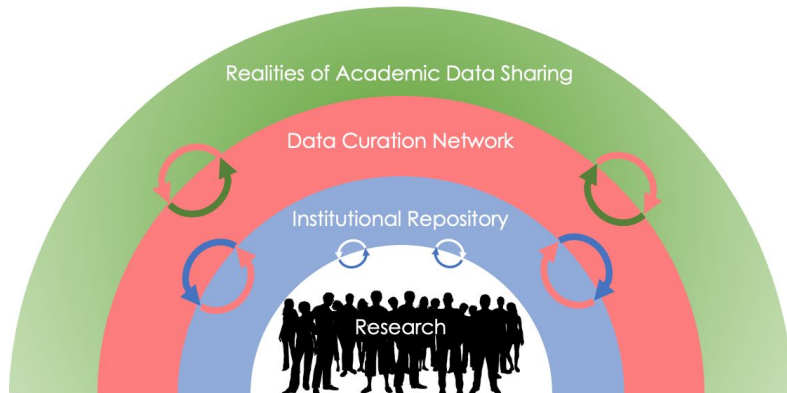 Realities of Academic Data Sharing
Data Curation Network
Institutional Repository
Research